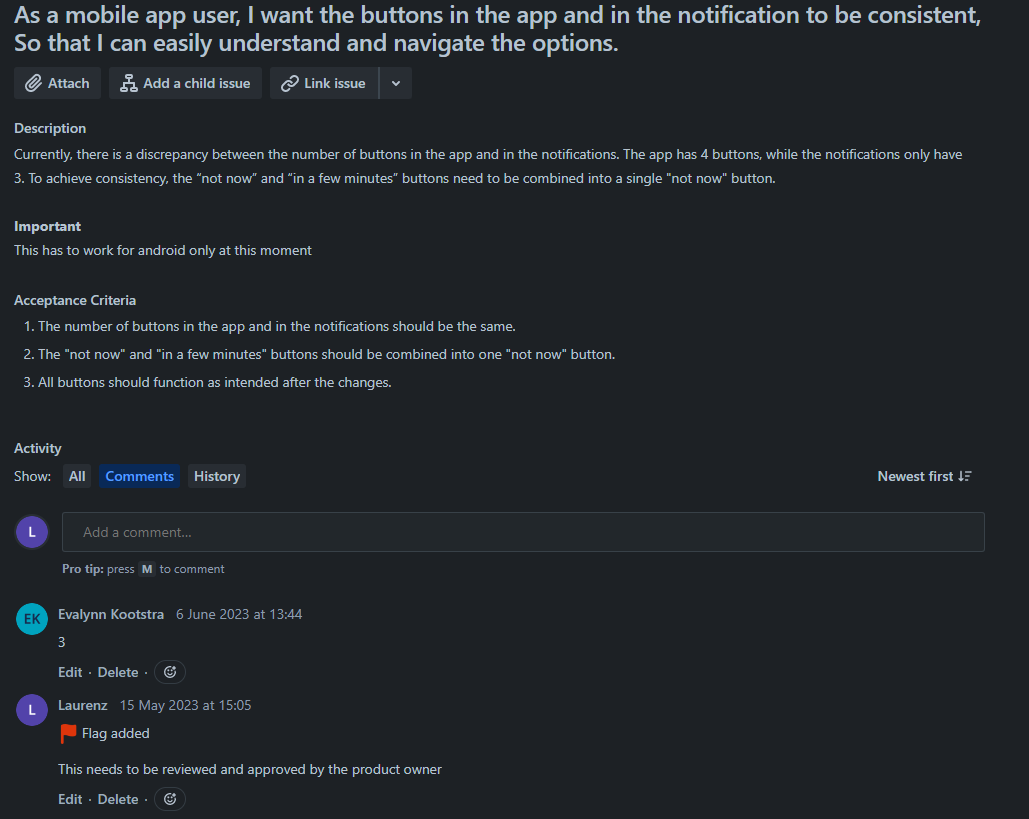 As a mobile app user, I want the buttons in the app and in the notification to be consistent,
So that I can easily understand and navigate the options.
Attach Add a child issue Link issue
Description
Currently, there is a discrepancy between the number of buttons in the app and in the notifications. The app has 4 buttons, while the notifications only have
3. To achieve consistency, the “not now” and “in a few minutes” buttons need to be combined into a single "not now" button.
Important
This has to work for android only at this moment
Acceptance Criteria
1. The number of buttons in the app and in the notifications should be the same.
2. The "not now" and "in a few minutes" buttons should be combined into one "not now" button.
3. All buttons should function as intended after the changes.
Activity
Show: All Comments History Newest first
L Add a comment...
Pro tip: press M to comment
EK Evalynn Kootstra 6 June 2023 at 13:44
3
Edit · Delete ·
L Laurenz 15 May 2023 at 15:05
Flag added
This needs to be reviewed and approved by the product owner
Edit · Delete ·